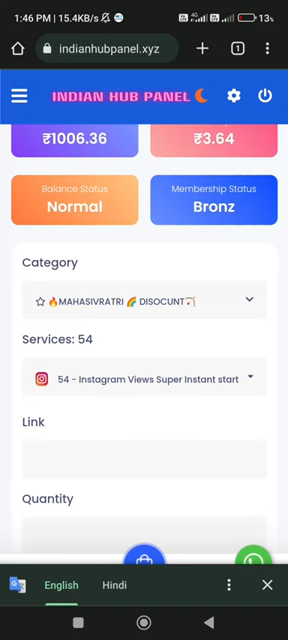 1:46 PM | 15.4KB/s
13%
indianhubpanel.xyz
1
INDIAN HUB PANEL
₹1006.36
₹3.64
Balance Status
Normal
Membership Status
Bronz
Category
☆ 🔥MAHASIVRATRI 🌈 DISOCUNT🏹
Services: 54
54 - Instagram Views Super Instant start
Link
Quantity
English
Hindi